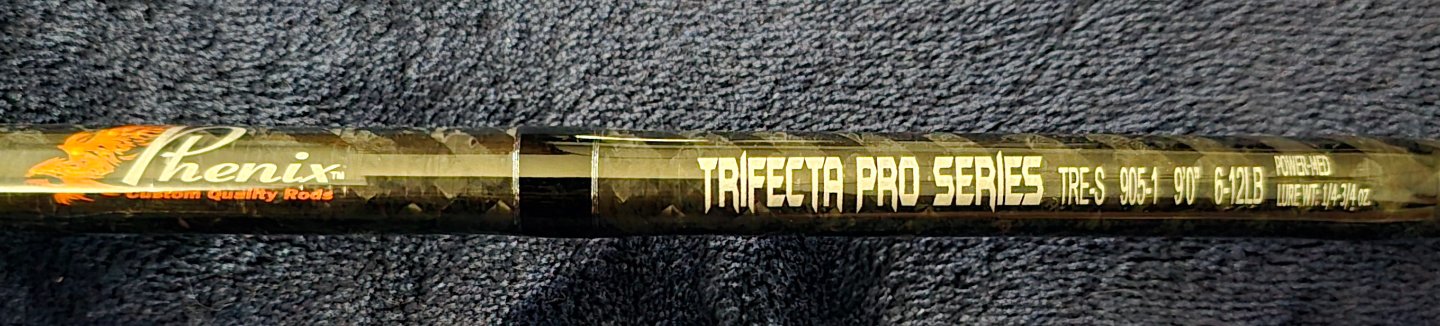 Phenix™
Custom Quality Rods
TRIFECTA PRO SERIES TRE-S 905-1 9'0" 6-12LB
POWER-MED
LURE WT: 1/4-3/4 oz.